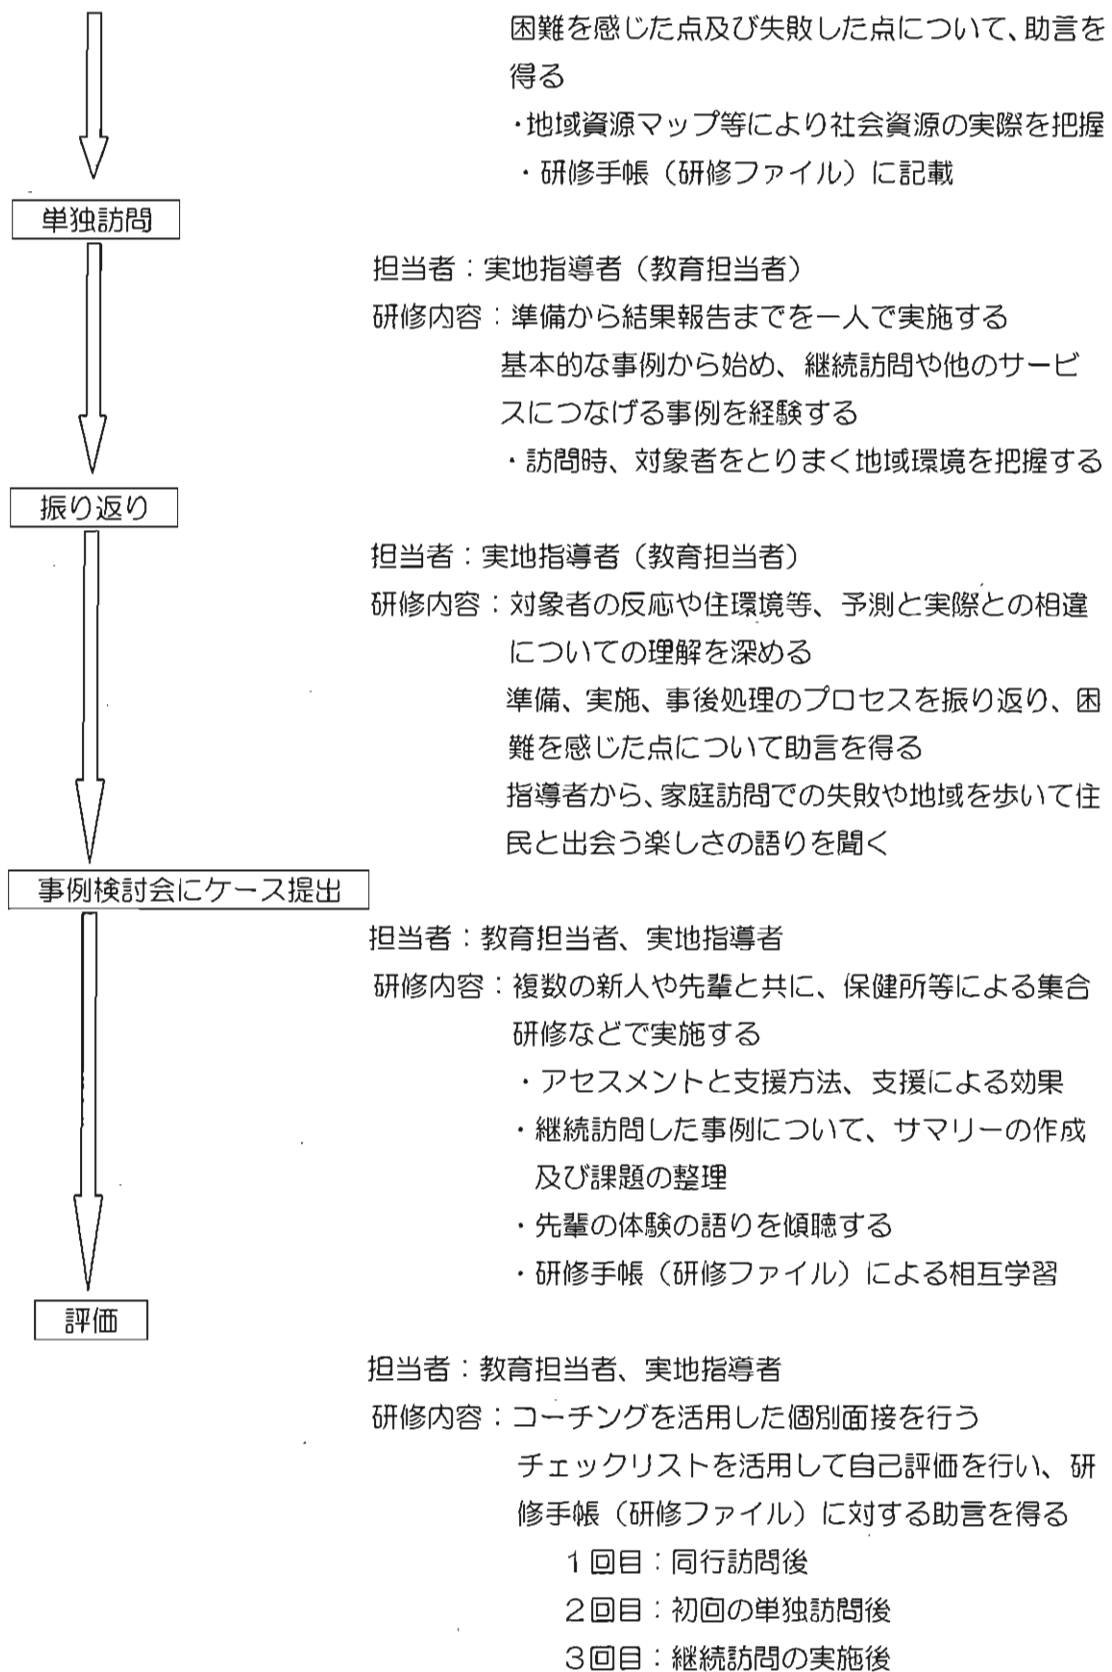 困難を感じた点及び失敗した点について、助言を
得る
・地域資源マップ等により社会資源の実際を把握
・研修手帳（研修ファイル）に記載
単独訪問
担当者：実地指導者（教育担当者）
研修内容：準備から結果報告までを一人で実施する
基本的な事例から始め、継続訪問や他のサービ
スにつなげる事例を経験する
・訪問時、対象者をとりまく地域環境を把握する
振り返り
担当者：実地指導者（教育担当者）
研修内容：対象者の反応や住環境等、予測と実際との相違
についての理解を深める
準備、実施、事後処理のプロセスを振り返り、困
難を感じた点について助言を得る
指導者から、家庭訪問での失敗や地域を歩いて住
民と出会う楽しさの語りを聞く
事例検討会にケース提出
担当者：教育担当者、実地指導者
研修内容：複数の新人や先輩と共に、保健所等による集合
研修などで実施する
・アセスメントと支援方法、支援による効果
・継続訪問した事例について、サマリーの作成
及び課題の整理
・先輩の体験の語りを傾聴する
・研修手帳（研修ファイル）による相互学習
評価
担当者：教育担当者、実地指導者
研修内容：コーチングを活用した個別面接を行う
チェックリストを活用して自己評価を行い、研
修手帳（研修ファイル）に対する助言を得る
１回目：同行訪問後
２回目：初回の単独訪問後
３回目：継続訪問の実施後